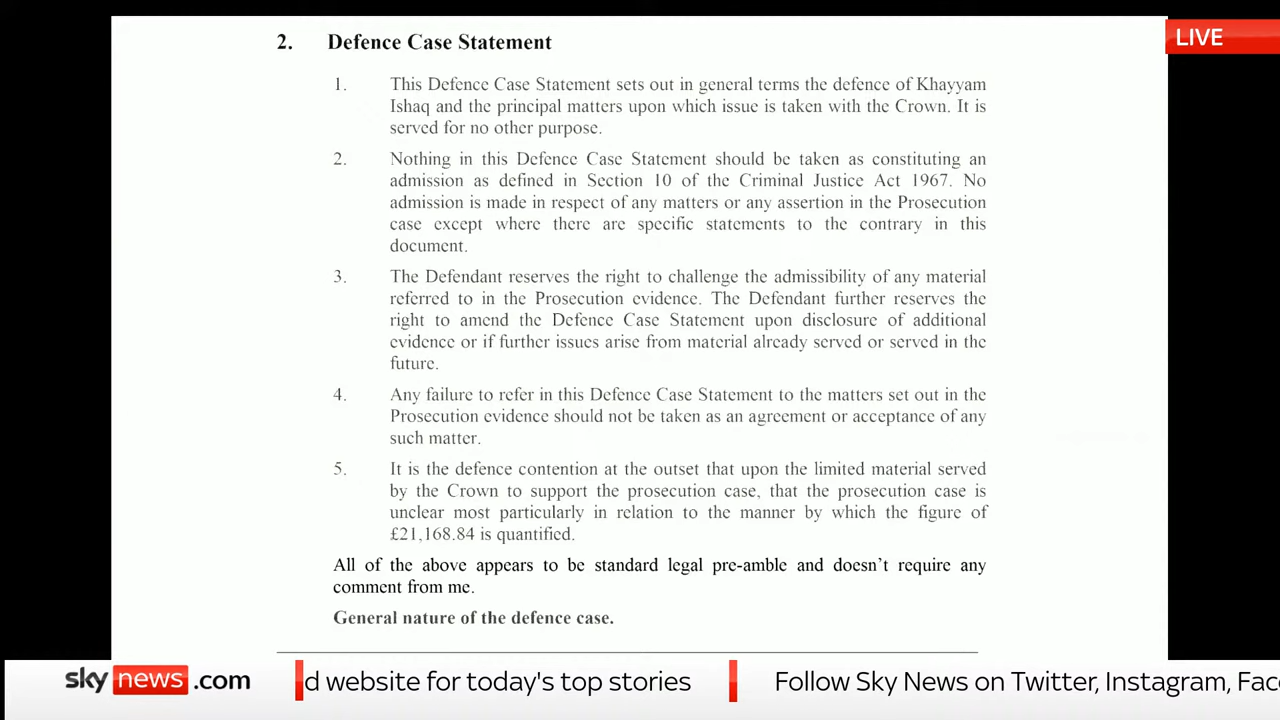 LIVE
2. Defence Case Statement
1. This Defence Case Statement sets out in general terms the defence of Khayyam
Ishaq and the principal matters upon which issue is taken with the Crown. It is
served for no other purpose.
2. Nothing in this Defence Case Statement should be taken as constituting an
admission as defined in Section 10 of the Criminal Justice Act 1967. No
admission is made in respect of any matters or any assertion in the Prosecution
case except where there are specific statements to the contrary in this
document.
3. The Defendant reserves the right to challenge the admissibility of any material
referred to in the Prosecution evidence. The Defendant further reserves the
right to amend the Defence Case Statement upon disclosure of additional
evidence or if further issues arise from material already served or served in the
future.
4. Any failure to refer in this Defence Case Statement to the matters set out in the
Prosecution evidence should not be taken as an agreement or acceptance of any
such matter.
5. It is the defence contention at the outset that upon the limited material served
by the Crown to support the prosecution case, that the prosecution case is
unclear most particularly in relation to the manner by which the figure of
£21,168.84 is quantified.
All of the above appears to be standard legal pre-amble and doesn't require any
comment from me.
General nature of the defence case.
sky news .com
d website for today's top stories Follow Sky News on Twitter, Instagram, Fac